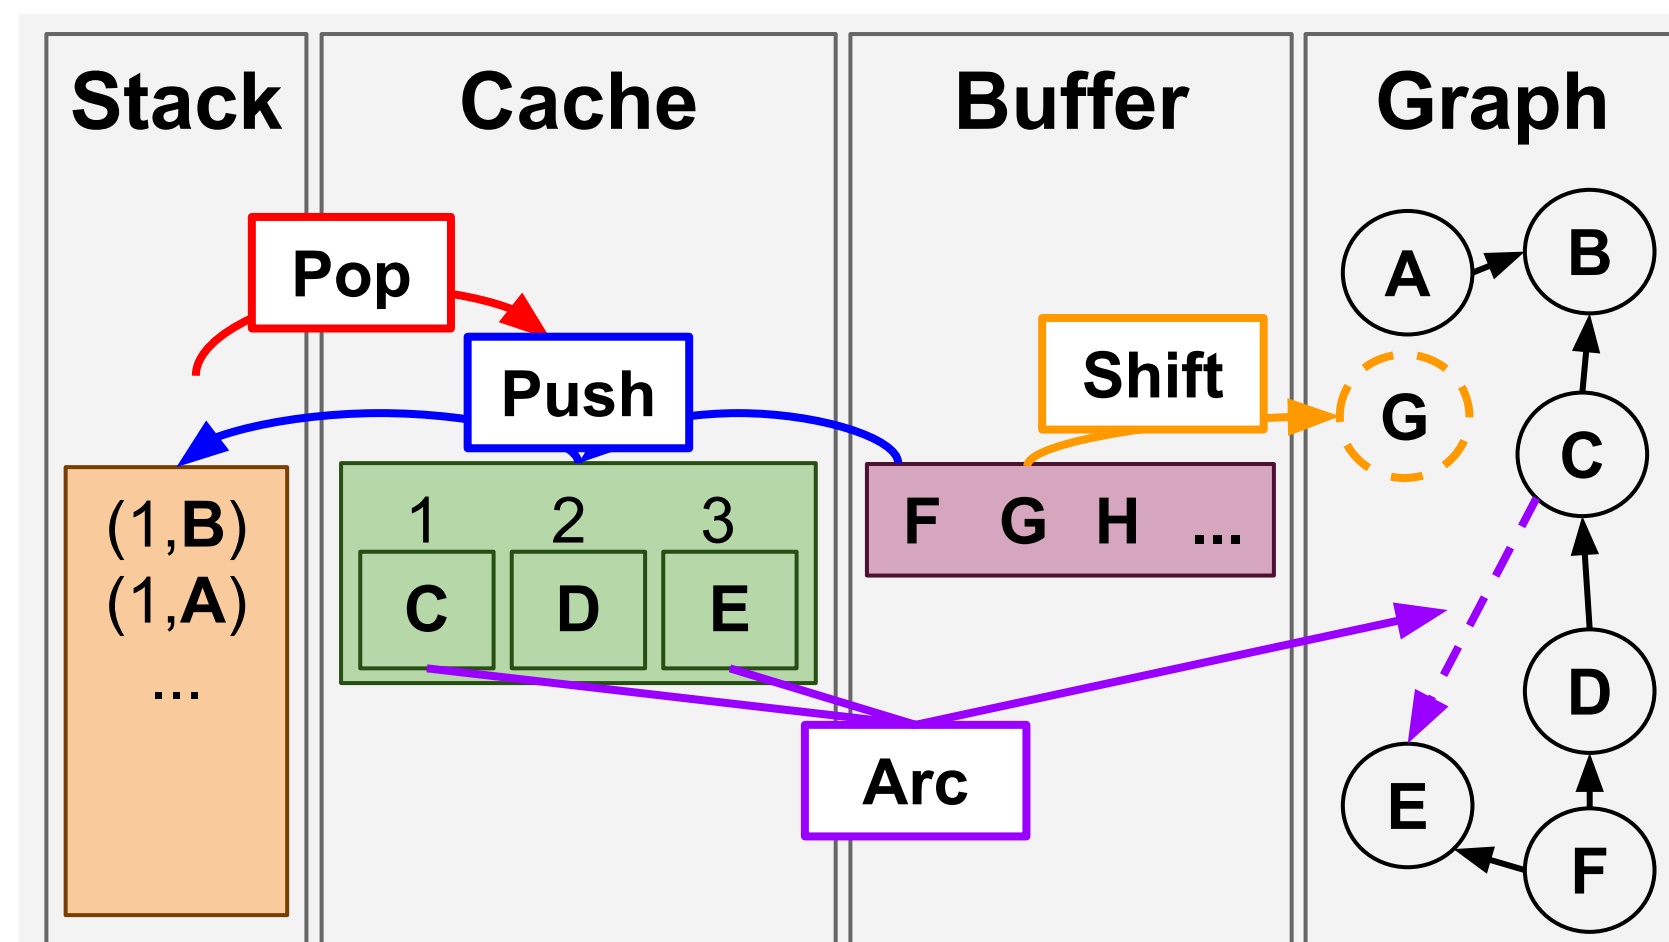 Stack
Cache
Buffer
Graph
Pop
Push
Shift
(1,B)
(1,A)
...
1 2 3
C D E
F G H ...
Arc
A
B
G
C
D
E
F